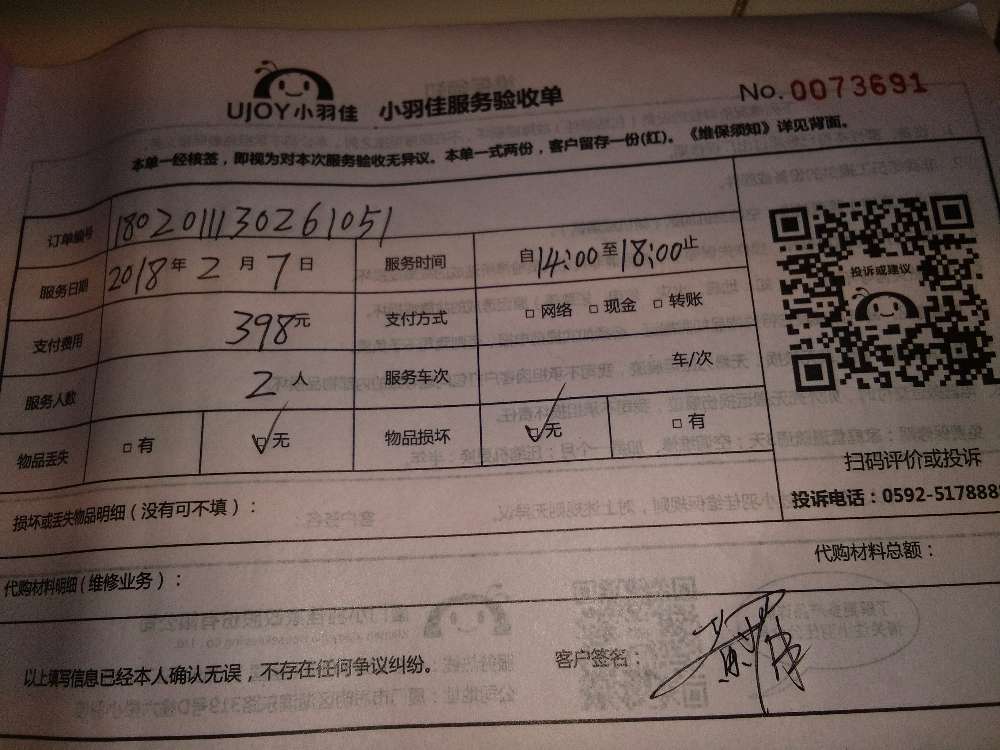 UJOY小羽佳 小羽佳服务验收单 No.0073691
本单一经核签，即视为对本次服务验收无异议。本单一式两份，客户留存一份(红)。《维保须知》详见背面。
订单编号 180201130261051
服务日期 2018年2月7日 服务时间 自14:00至18:00止
投诉或建议
支付费用 398元 支付方式 □网络 □现金 □转账
服务人数 2人 服务车次 车/次
物品丢失 □有 ☑无 物品损坏 ☑无 □有
扫码评价或投诉
损坏或丢失物品明细（没有可不填）：
投诉电话：0592-5178888
代购材料明细（维修业务）： 代购材料总额：
以上填写信息已经本人确认无误，不存在任何争议纠纷。 客户签名：